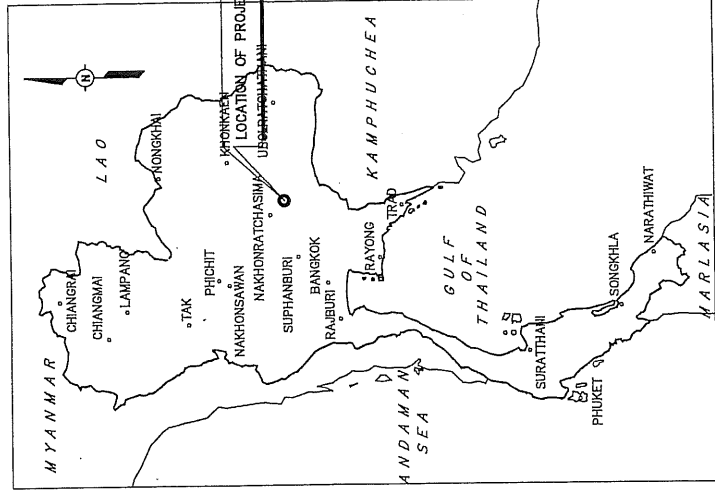 N
MYANMAR
LAO
CHIANGRAI
CHIANGMAI
LAMPANG
NONGKHAI
TAK
PHICHIT
KHONKAEN
LOCATION OF PROJE
NAKHONSAWAN
NAKHONRATCHASIMA
UBOLRATCHATHANI
SUPHANBURI
BANGKOK
RAJBURI
KAMPHUCHEA
RAYONG
TRAD
GULF
OF
THAILAND
ANDAMAN
SEA
SURATTHANI
PHUKET
SONGKHLA
NARATHIWAT
MARLASIA